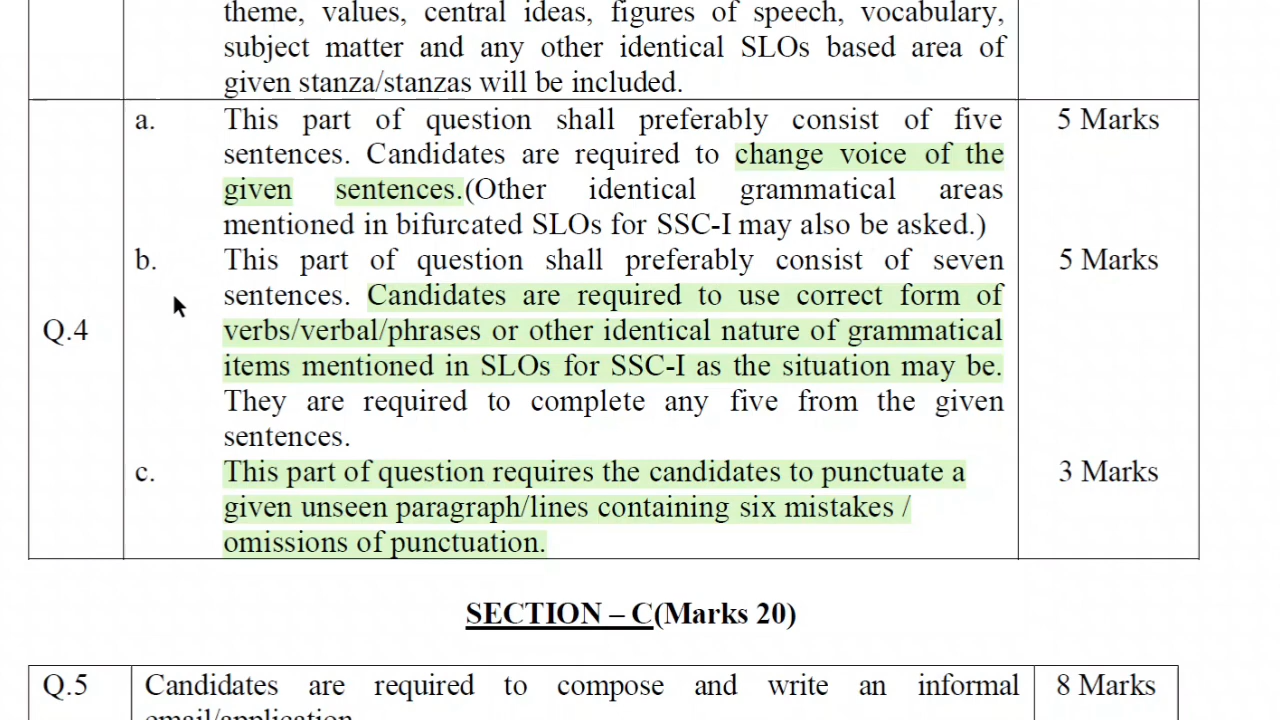 theme, values, central ideas, figures of speech, vocabulary,
subject matter and any other identical SLOs based area of
given stanza/stanzas will be included.
a. This part of question shall preferably consist of five 5 Marks
sentences. Candidates are required to change voice of the
given sentences.(Other identical grammatical areas
mentioned in bifurcated SLOs for SSC-I may also be asked.)
b. This part of question shall preferably consist of seven 5 Marks
sentences. Candidates are required to use correct form of
Q.4 verbs/verbal/phrases or other identical nature of grammatical
items mentioned in SLOs for SSC-I as the situation may be.
They are required to complete any five from the given
sentences.
c. This part of question requires the candidates to punctuate a 3 Marks
given unseen paragraph/lines containing six mistakes /
omissions of punctuation.
SECTION – C(Marks 20)
Q.5 Candidates are required to compose and write an informal 8 Marks
email/application